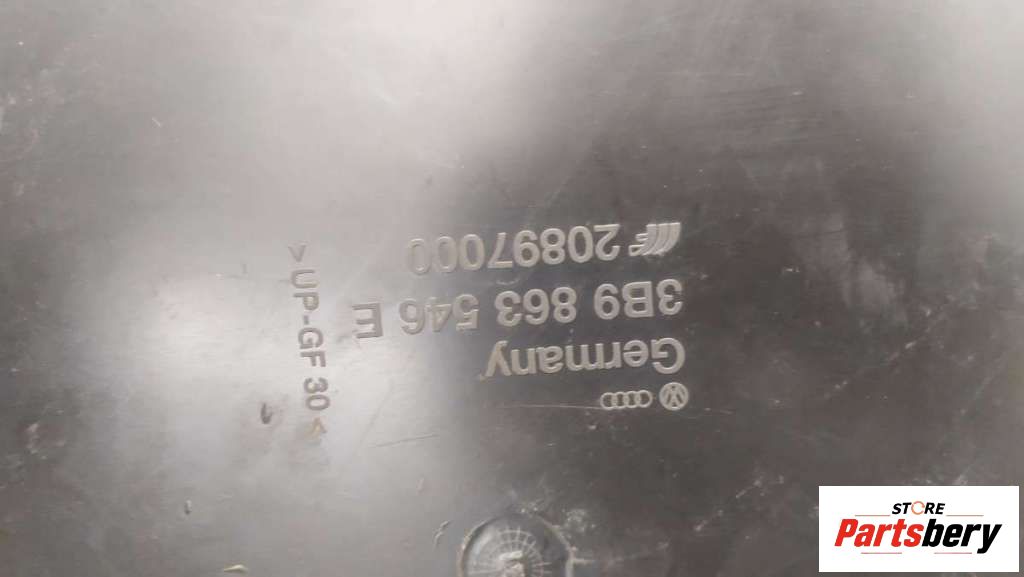 Germany
3B9 863 546 E
20897000
>UP-GF 30<
STORE
Partsbery